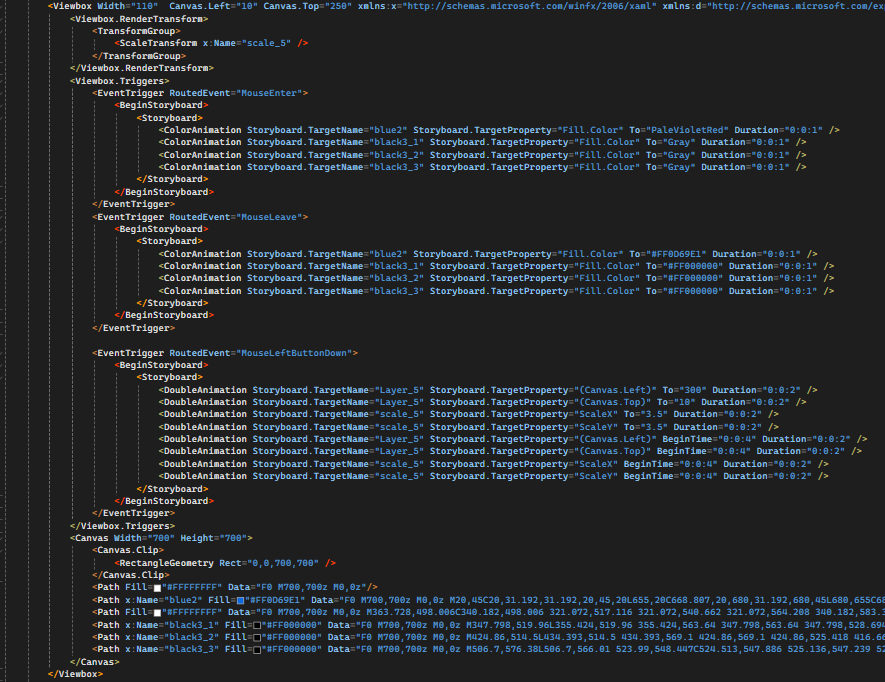 <Viewbox Width="110"  Canvas.Left="10" Canvas.Top="250" xmlns:x="http://schemas.microsoft.com/winfx/2006/xaml" xmlns:d="http://schemas.microsoft.com/ex
<Viewbox.RenderTransform>
<TransformGroup>
<ScaleTransform x:Name="scale_5" />
</TransformGroup>
</Viewbox.RenderTransform>
<Viewbox.Triggers>
<EventTrigger RoutedEvent="MouseEnter">
<BeginStoryboard>
<Storyboard>
<ColorAnimation Storyboard.TargetName="blue2" Storyboard.TargetProperty="Fill.Color" To="PaleVioletRed" Duration="0:0:1" />
<ColorAnimation Storyboard.TargetName="black3_1" Storyboard.TargetProperty="Fill.Color" To="Gray" Duration="0:0:1" />
<ColorAnimation Storyboard.TargetName="black3_2" Storyboard.TargetProperty="Fill.Color" To="Gray" Duration="0:0:1" />
<ColorAnimation Storyboard.TargetName="black3_3" Storyboard.TargetProperty="Fill.Color" To="Gray" Duration="0:0:1" />
</Storyboard>
</BeginStoryboard>
</EventTrigger>
<EventTrigger RoutedEvent="MouseLeave">
<BeginStoryboard>
<Storyboard>
<ColorAnimation Storyboard.TargetName="blue2" Storyboard.TargetProperty="Fill.Color" To="#FF0D69E1" Duration="0:0:1" />
<ColorAnimation Storyboard.TargetName="black3_1" Storyboard.TargetProperty="Fill.Color" To="#FF000000" Duration="0:0:1" />
<ColorAnimation Storyboard.TargetName="black3_2" Storyboard.TargetProperty="Fill.Color" To="#FF000000" Duration="0:0:1" />
<ColorAnimation Storyboard.TargetName="black3_3" Storyboard.TargetProperty="Fill.Color" To="#FF000000" Duration="0:0:1" />
</Storyboard>
</BeginStoryboard>
</EventTrigger>
<EventTrigger RoutedEvent="MouseLeftButtonDown">
<BeginStoryboard>
<Storyboard>
<DoubleAnimation Storyboard.TargetName="Layer_5" Storyboard.TargetProperty="(Canvas.Left)" To="300" Duration="0:0:2" />
<DoubleAnimation Storyboard.TargetName="Layer_5" Storyboard.TargetProperty="(Canvas.Top)" To="10" Duration="0:0:2" />
<DoubleAnimation Storyboard.TargetName="scale_5" Storyboard.TargetProperty="ScaleX" To="3.5" Duration="0:0:2" />
<DoubleAnimation Storyboard.TargetName="scale_5" Storyboard.TargetProperty="ScaleY" To="3.5" Duration="0:0:2" />
<DoubleAnimation Storyboard.TargetName="Layer_5" Storyboard.TargetProperty="(Canvas.Left)" BeginTime="0:0:4" Duration="0:0:2" />
<DoubleAnimation Storyboard.TargetName="Layer_5" Storyboard.TargetProperty="(Canvas.Top)" BeginTime="0:0:4" Duration="0:0:2" />
<DoubleAnimation Storyboard.TargetName="scale_5" Storyboard.TargetProperty="ScaleX" BeginTime="0:0:4" Duration="0:0:2" />
<DoubleAnimation Storyboard.TargetName="scale_5" Storyboard.TargetProperty="ScaleY" BeginTime="0:0:4" Duration="0:0:2" />
</Storyboard>
</BeginStoryboard>
</EventTrigger>
</Viewbox.Triggers>
<Canvas Width="700" Height="700">
<Canvas.Clip>
<RectangleGeometry Rect="0,0,700,700" />
</Canvas.Clip>
<Path Fill="#FFFFFFFF" Data="F0 M700,700z M0,0z"/>
<Path x:Name="blue2" Fill="#FF0D69E1" Data="F0 M700,700z M0,0z M20,45C20,31.192,31.192,20,45,20L655,20C668.807,20,680,31.192,680,45L680,655C68
<Path Fill="#FFFFFFFF" Data="F0 M700,700z M0,0z M363.728,498.006C340.182,498.006 321.072,517.116 321.072,540.662 321.072,564.208 340.182,583.3
<Path x:Name="black3_1" Fill="#FF000000" Data="F0 M700,700z M0,0z M347.798,519.96L355.424,519.96 355.424,563.64 347.798,563.64 347.798,528.694
<Path x:Name="black3_2" Fill="#FF000000" Data="F0 M700,700z M0,0z M424.86,514.5L434.393,514.5 434.393,569.1 424.86,569.1 424.86,525.418 416.66
<Path x:Name="black3_3" Fill="#FF000000" Data="F0 M700,700z M0,0z M506.7,576.38L506.7,566.01 523.99,548.447C524.513,547.886 525.136,547.239 52
</Canvas>
</Viewbox>